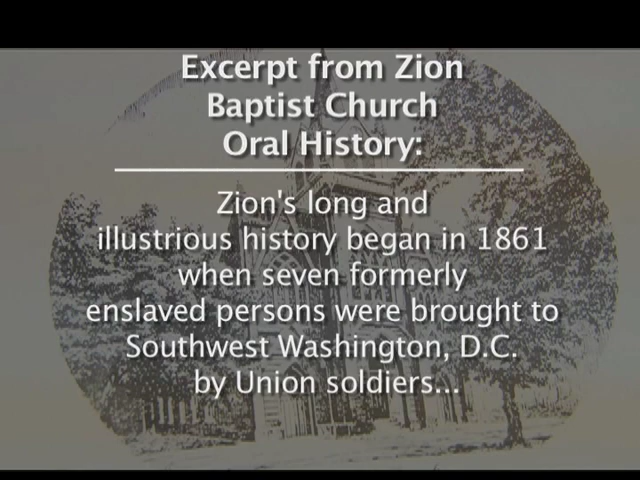 Excerpt from Zion
Baptist Church
Oral History:
Zion's long and
illustrious history began in 1861
when seven formerly
enslaved persons were brought to
Southwest Washington, D.C.
by Union soldiers...